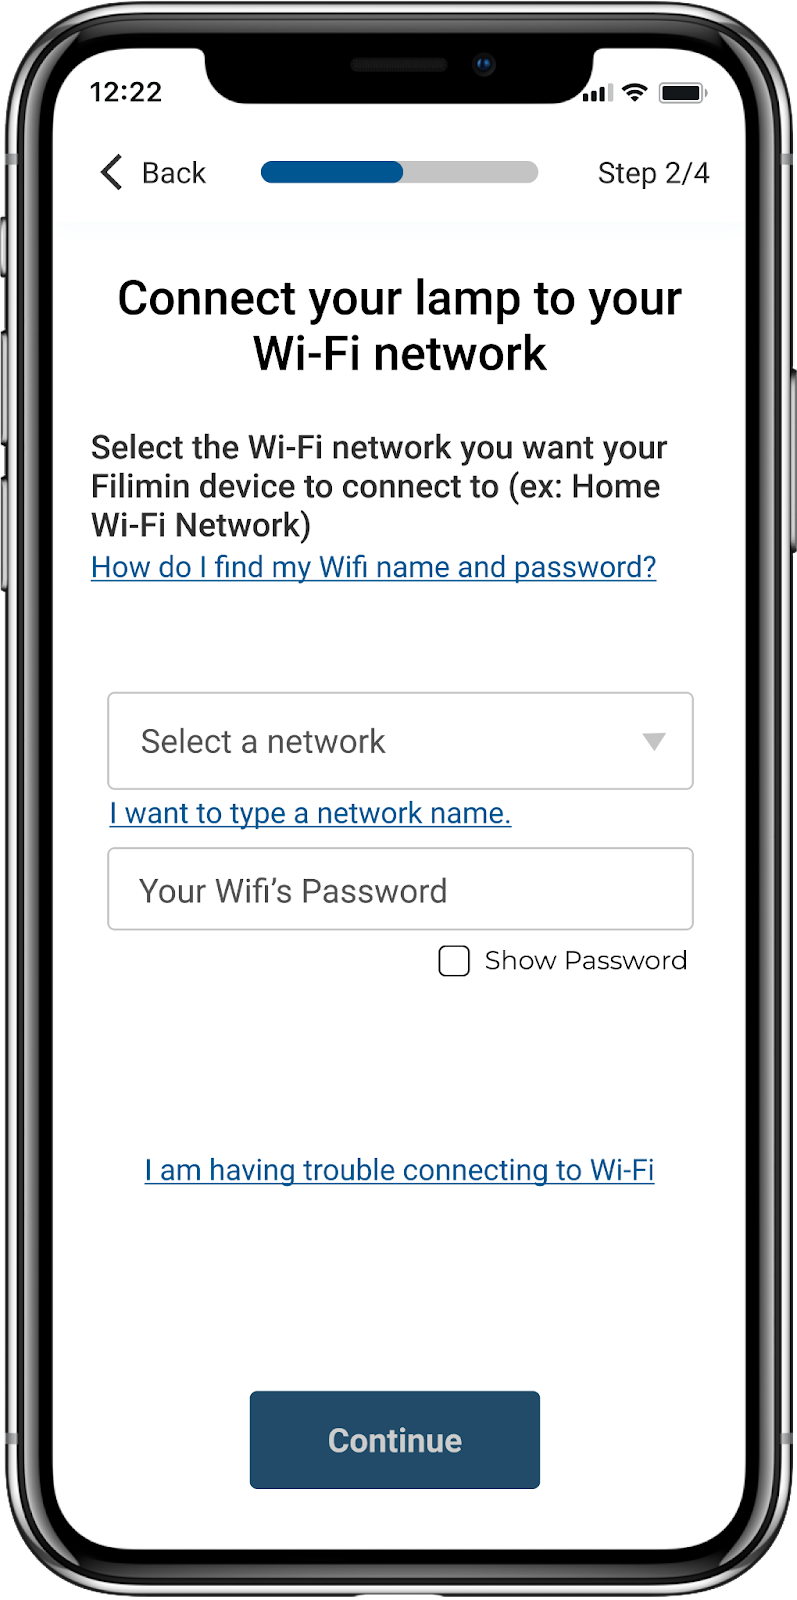 12:22
Back
Step 2/4
Connect your lamp to your
Wi-Fi network
Select the Wi-Fi network you want your
Filimin device to connect to (ex: Home
Wi-Fi Network)
How do I find my Wifi name and password?
Select a network
I want to type a network name.
Your Wifi’s Password
Show Password
I am having trouble connecting to Wi-Fi
Continue